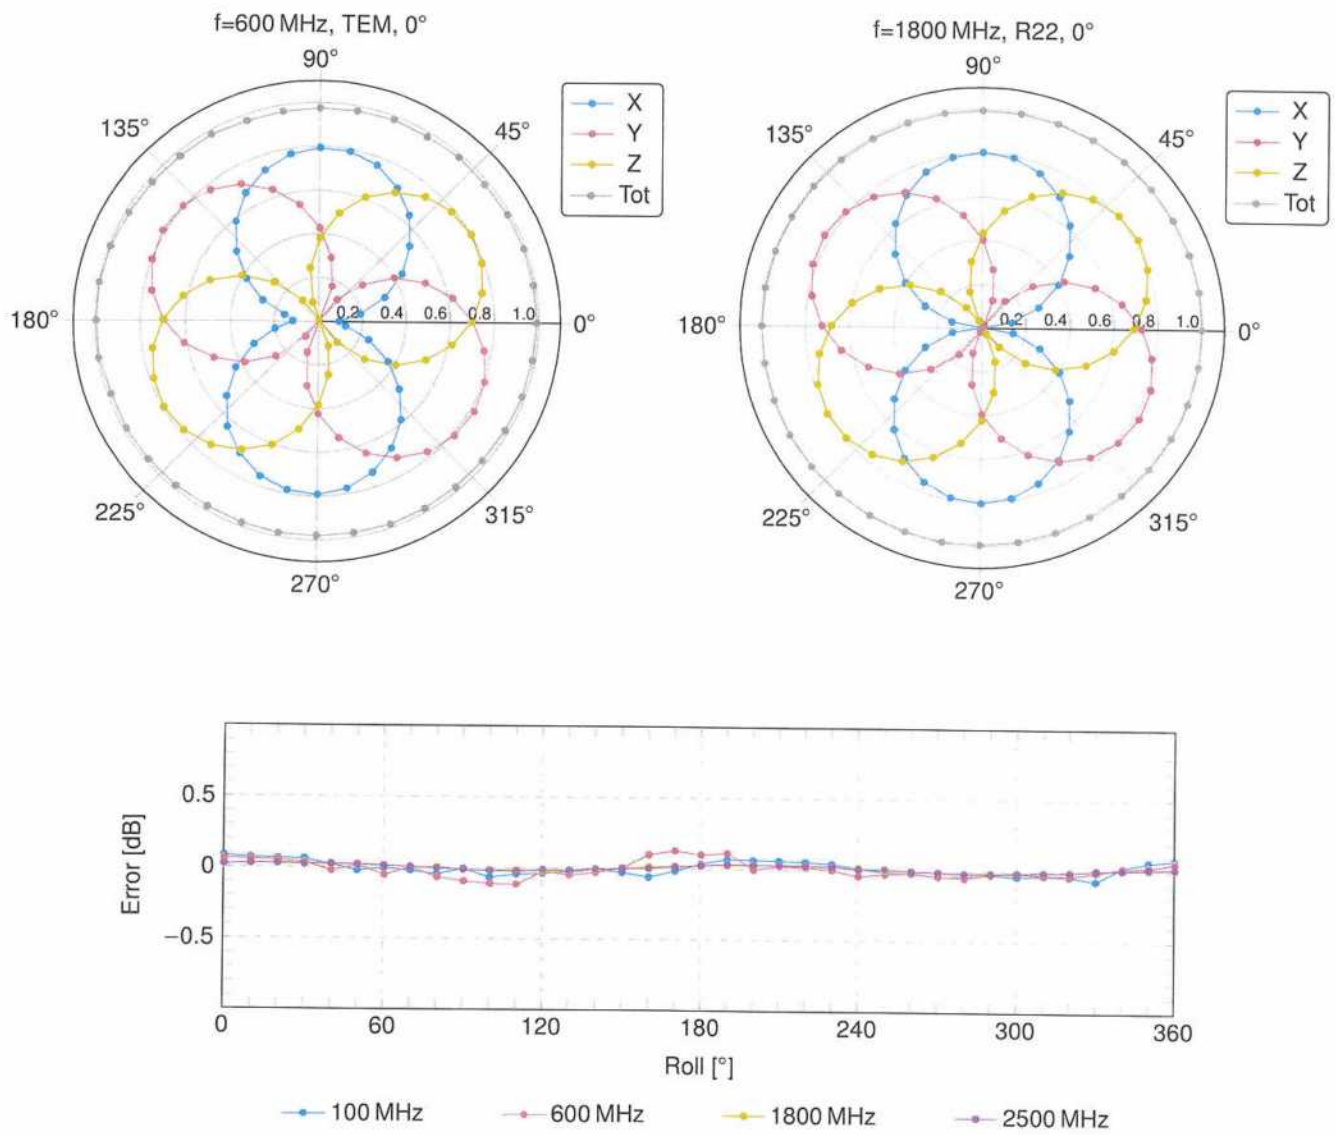 f=600 MHz, TEM, 0°
90°
135°
45°
180°
0.2 0.4 0.6 0.8 1.0
0°
225°
315°
270°
X
Y
Z
Tot
f=1800 MHz, R22, 0°
90°
135°
45°
180°
0.2 0.4 0.6 0.8 1.0
0°
225°
315°
270°
X
Y
Z
Tot
Error [dB]
0.5
0
−0.5
0 60 120 180 240 300 360
Roll [°]
100 MHz 600 MHz 1800 MHz 2500 MHz